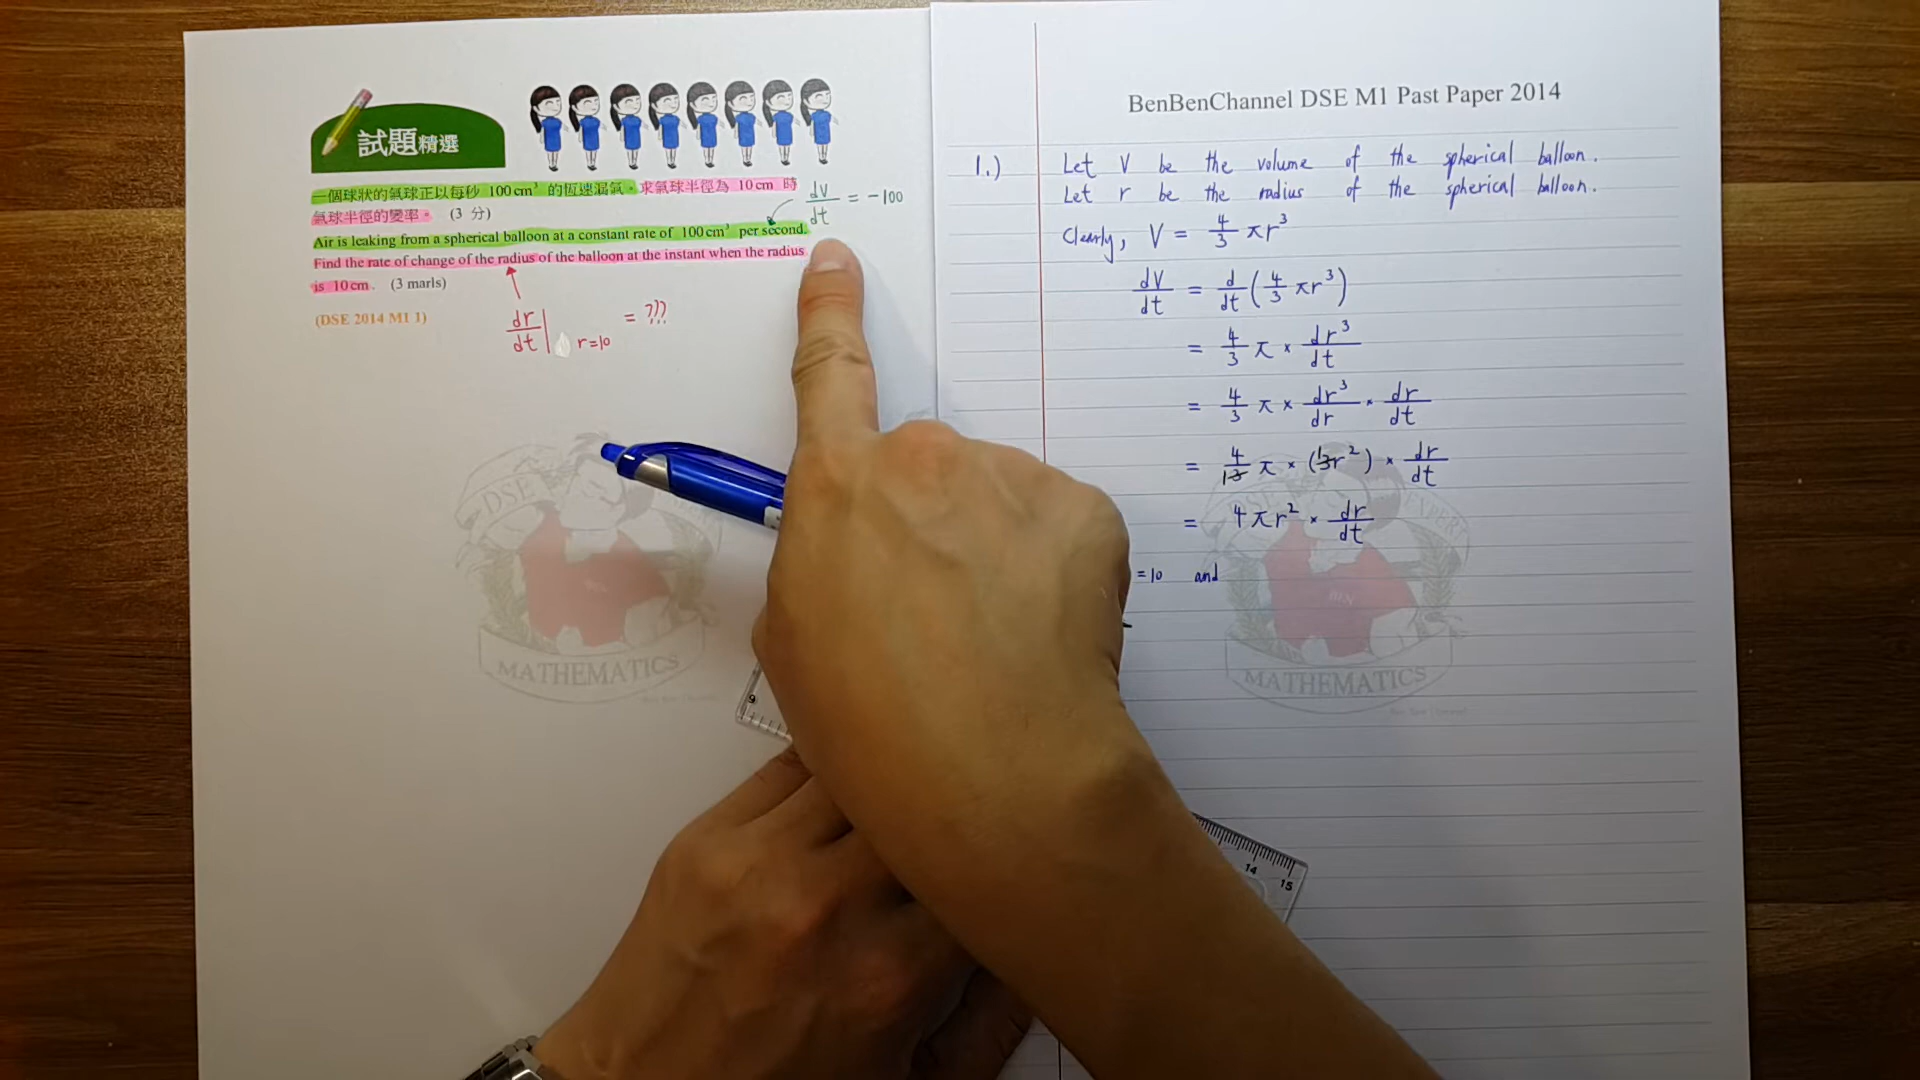 試題精選
一個球狀的氣球正以每秒 100 cm³ 的恆速漏氣。求氣球半徑為 10 cm 時
氣球半徑的變率。 (3 分)
Air is leaking from a spherical balloon at a constant rate of 100 cm³ per second.
Find the rate of change of the radius of the balloon at the instant when the radius
is 10 cm. (3 marls)
(DSE 2014 M1 1)
dV/dt = -100
dr/dt | r=10 = ???
DSE
MATHEMATICS
9
BenBenChannel DSE M1 Past Paper 2014
1.) Let V be the volume of the spherical balloon.
Let r be the radius of the spherical balloon.
Clearly, V = 4/3 πr³
dV/dt = d/dt (4/3 πr³)
= 4/3 π × dr³/dt
= 4/3 π × dr³/dr × dr/dt
= 4/3 π × (3r²) × dr/dt
= 4πr² × dr/dt
=10 and
BEN
MATHEMATICS
14 15